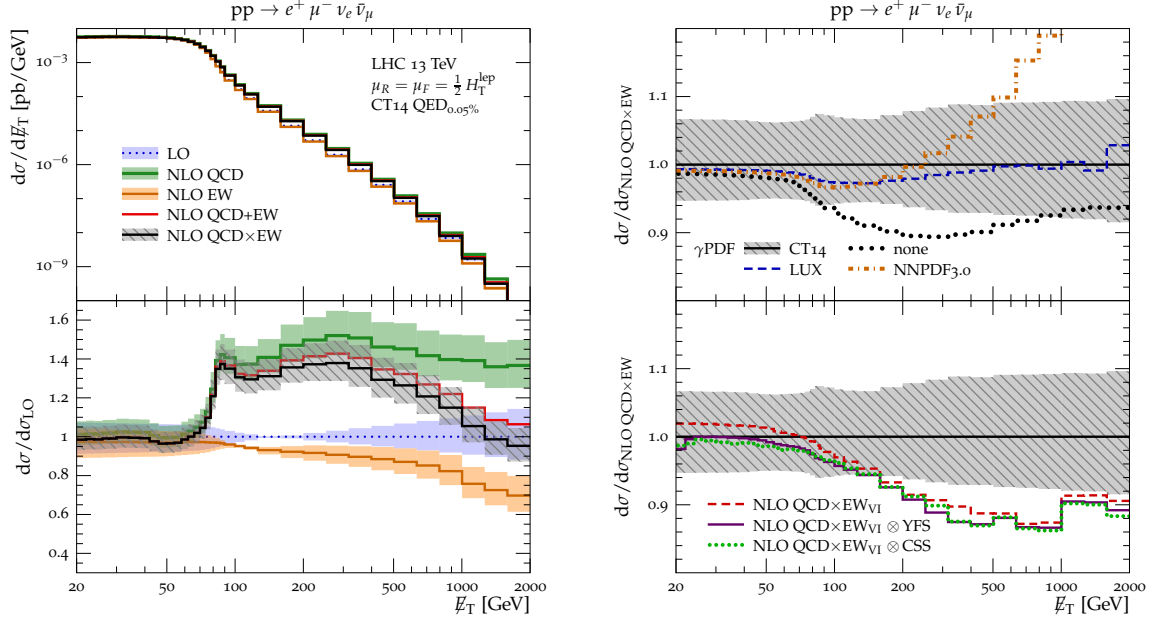 pp → e⁺ μ⁻ νₑ ν̄_μ
dσ/dE̸_T [pb/GeV]
10⁻³
10⁻⁶
10⁻⁹
LHC 13 TeV
μ_R = μ_F = ½ H_T^lep
CT14 QED₀.₀₅%
LO
NLO QCD
NLO EW
NLO QCD+EW
NLO QCD×EW
dσ/dσ_LO
1.6
1.4
1.2
1
0.8
0.6
0.4
20 50 100 200 500 1000 2000
E̸_T [GeV]
pp → e⁺ μ⁻ νₑ ν̄_μ
dσ/dσ_NLO QCD×EW
1.1
1.0
0.9
γPDF CT14 none
LUX NNPDF3.0
dσ/dσ_NLO QCD×EW
1.1
1.0
0.9
NLO QCD×EW_VI
NLO QCD×EW_VI ⊗ YFS
NLO QCD×EW_VI ⊗ CSS
20 50 100 200 500 1000 2000
E̸_T [GeV]